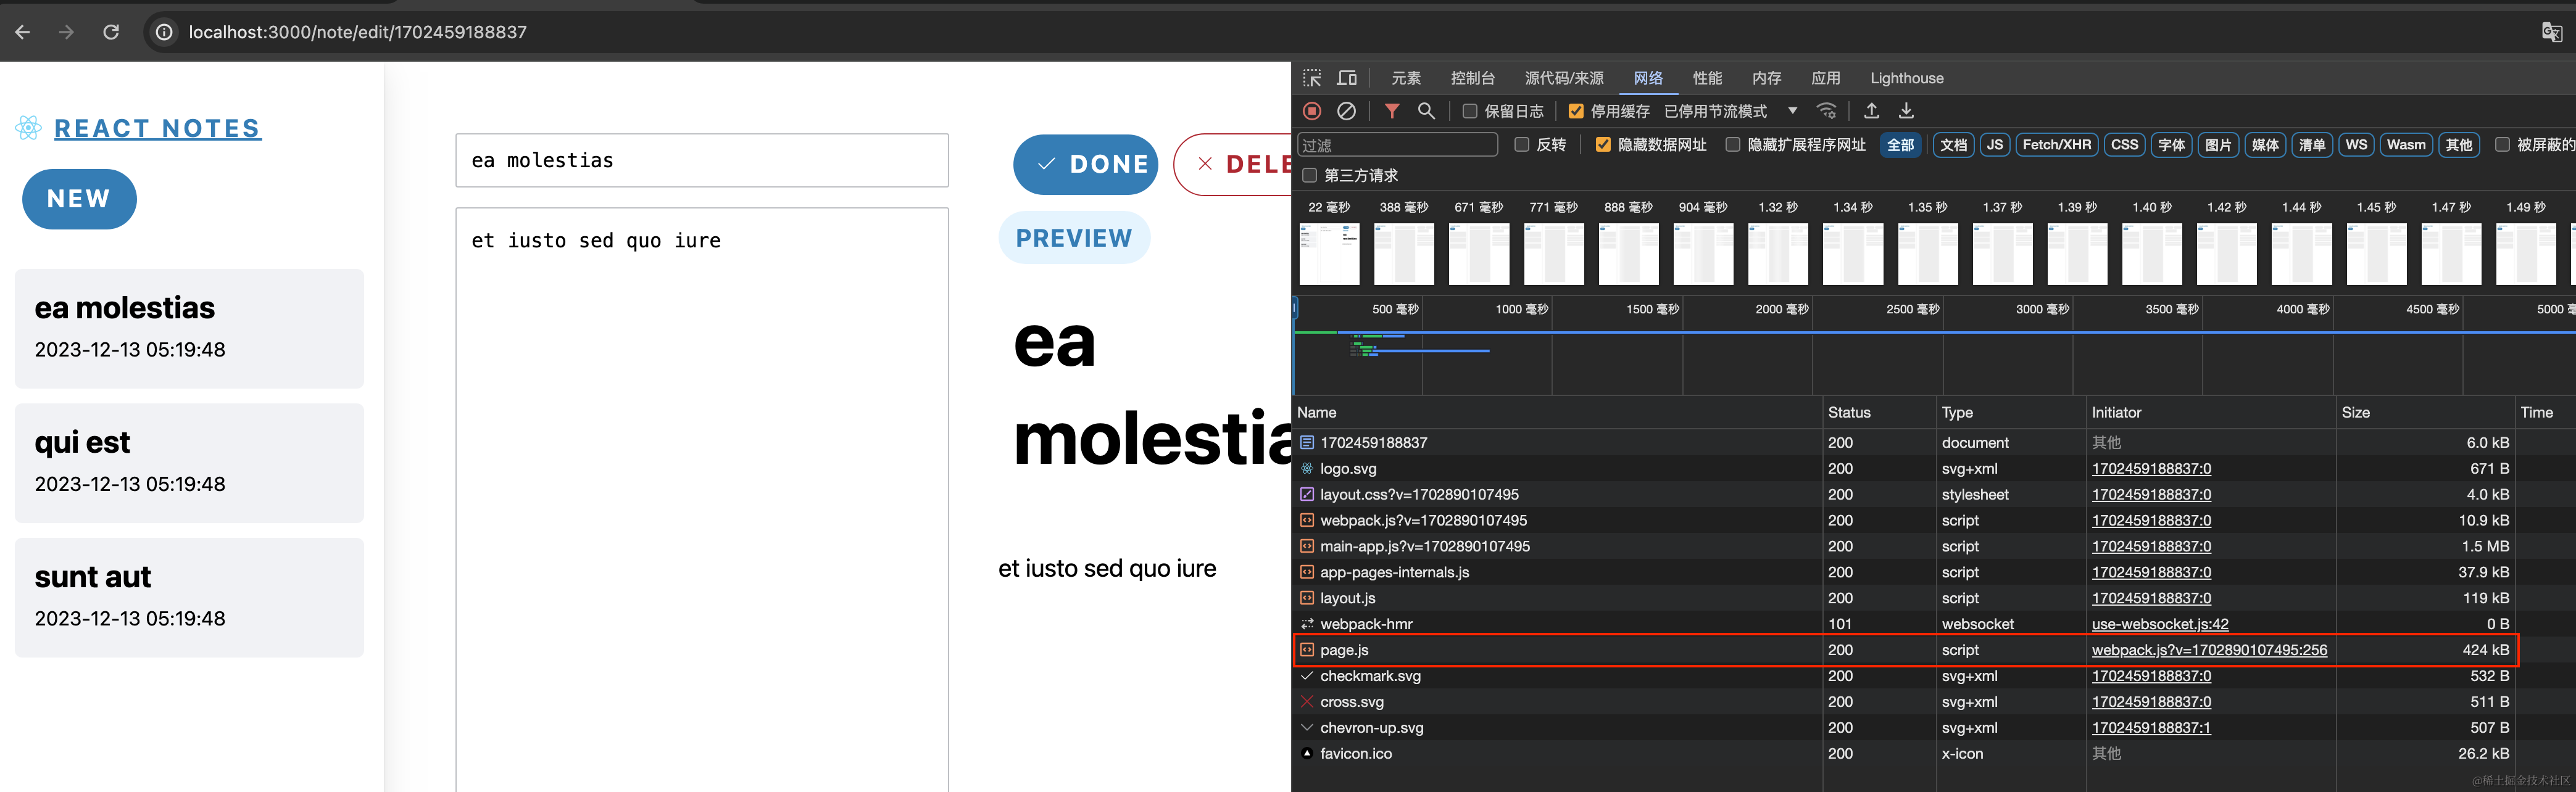 localhost:3000/note/edit/1702459188837
REACT NOTES
NEW
ea molestias
2023-12-13 05:19:48
qui est
2023-12-13 05:19:48
sunt aut
2023-12-13 05:19:48
ea molestias
et iusto sed quo iure
DONE
DELE
PREVIEW
ea
molestia
et iusto sed quo iure
元素 控制台 源代码/来源 网络 性能 内存 应用 Lighthouse
保留日志 停用缓存 已停用节流模式
过滤 反转 隐藏数据网址 隐藏扩展程序网址 全部 文档 JS Fetch/XHR CSS 字体 图片 媒体 清单 WS Wasm 其他 被屏蔽的
第三方请求
22 毫秒 388 毫秒 671 毫秒 771 毫秒 888 毫秒 904 毫秒 1.32 秒 1.34 秒 1.35 秒 1.37 秒 1.39 秒 1.40 秒 1.42 秒 1.44 秒 1.45 秒 1.47 秒 1.49 秒
500 毫秒 1000 毫秒 1500 毫秒 2000 毫秒 2500 毫秒 3000 毫秒 3500 毫秒 4000 毫秒 4500 毫秒 5000 毫
Name Status Type Initiator Size Time
1702459188837 200 document 其他 6.0 kB
logo.svg 200 svg+xml 1702459188837:0 671 B
layout.css?v=1702890107495 200 stylesheet 1702459188837:0 4.0 kB
webpack.js?v=1702890107495 200 script 1702459188837:0 10.9 kB
main-app.js?v=1702890107495 200 script 1702459188837:0 1.5 MB
app-pages-internals.js 200 script 1702459188837:0 37.9 kB
layout.js 200 script 1702459188837:0 119 kB
webpack-hmr 101 websocket use-websocket.js:42 0 B
page.js 200 script webpack.js?v=1702890107495:256 424 kB
checkmark.svg 200 svg+xml 1702459188837:0 532 B
cross.svg 200 svg+xml 1702459188837:0 511 B
chevron-up.svg 200 svg+xml 1702459188837:1 507 B
favicon.ico 200 x-icon 其他 26.2 kB
@稀土掘金技术社区